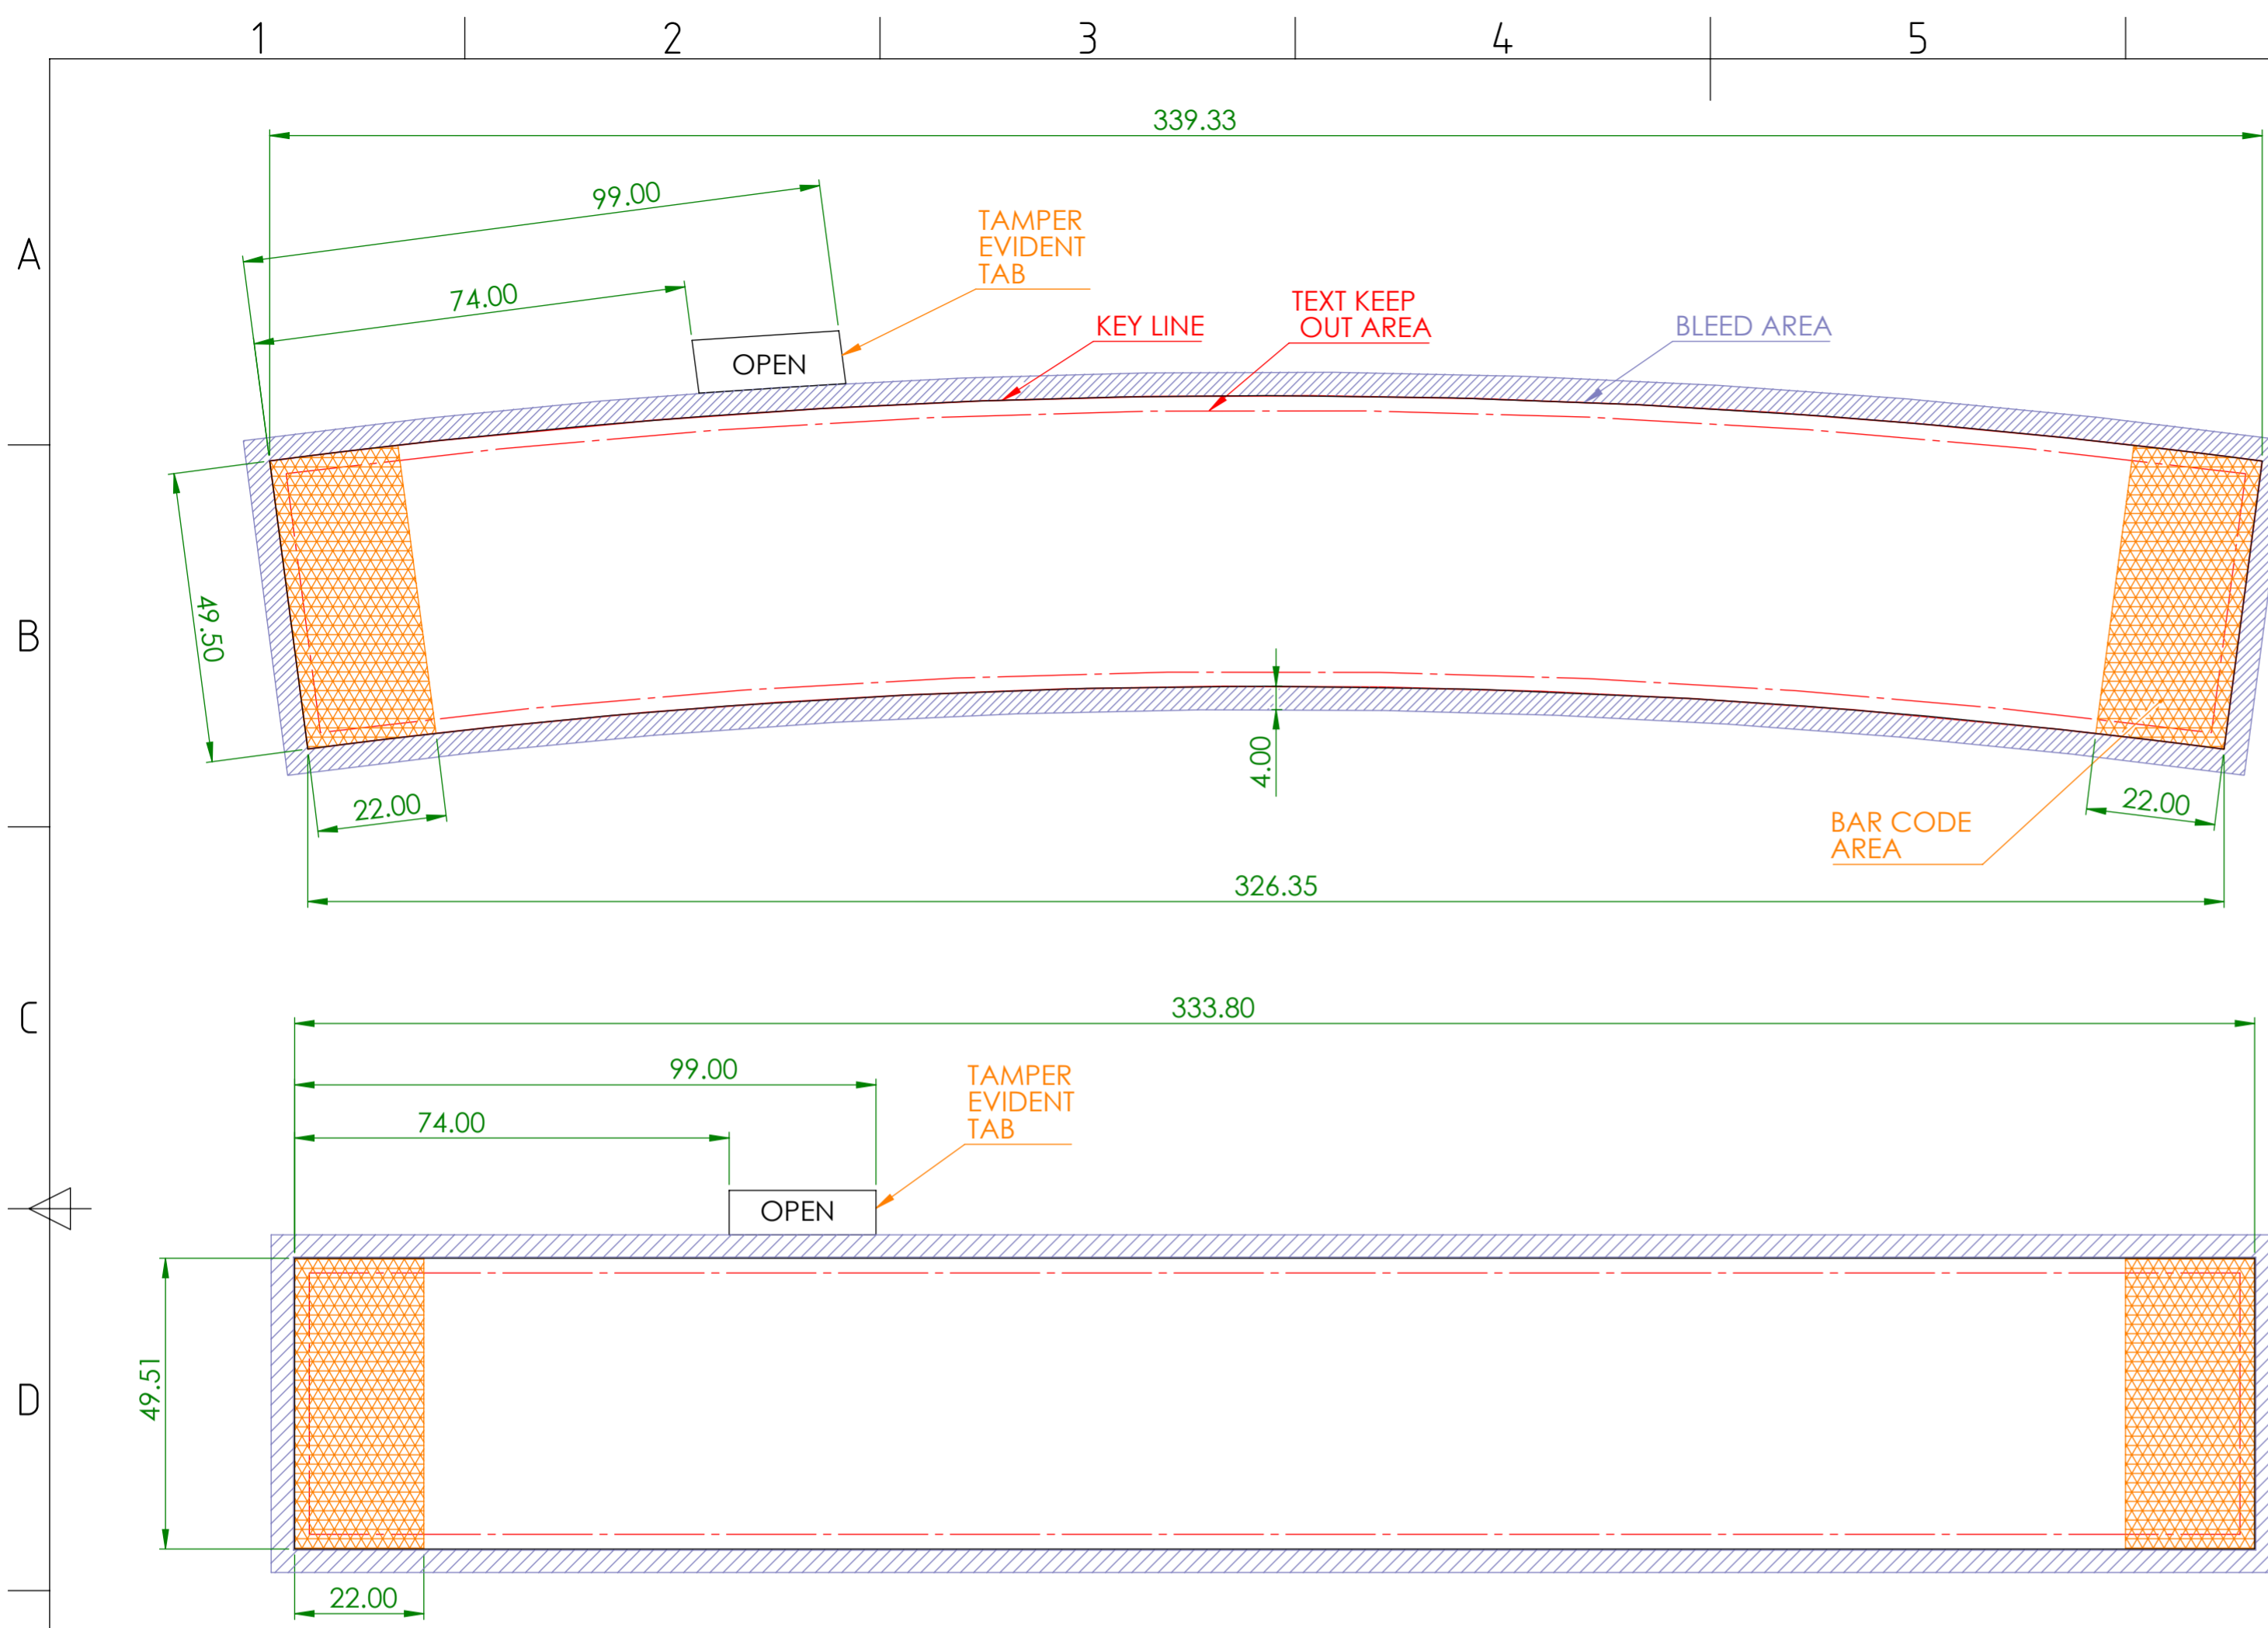 1 2 3 4 5
339.33
99.00
TAMPER
EVIDENT
TAB
A
74.00
TEXT KEEP
OUT AREA
KEY LINE
BLEED AREA
OPEN
B
49.50
4.00
22.00
22.00
BAR CODE
AREA
326.35
C
333.80
99.00
TAMPER
EVIDENT
TAB
74.00
OPEN
D
49.51
22.00